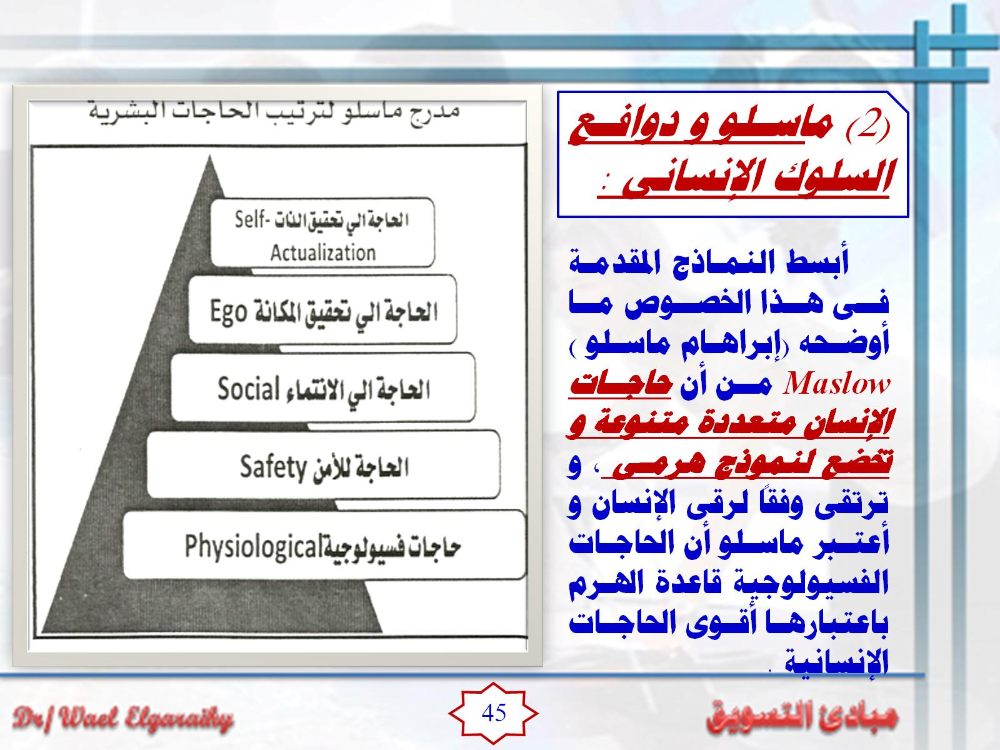 (2) ماسلو و دوافع
السلوك الإنسانى :
أبسط النماذج المقدمة
فى هذا الخصوص ما
أوضحه (إبراهام ماسلو )
Maslow من أن حاجات
الإنسان متعددة متنوعة و
تخضع لنموذج هرمى ، و
ترتقى وفقاً لرقى الإنسان و
أعتبر ماسلو أن الحاجات
الفسيولوجية قاعدة الهرم
باعتبارها أقوى الحاجات
الإنسانية .
مدرج ماسلو لترتيب الحاجات البشرية
الحاجة الي تحقيق الذات Self-
Actualization
الحاجة الي تحقيق المكانة Ego
الحاجة الي الانتماء Social
الحاجة للأمن Safety
حاجات فسيولوجية Physiological
مبادئ التسويق
45
Dr/ Wael Elgaraihy